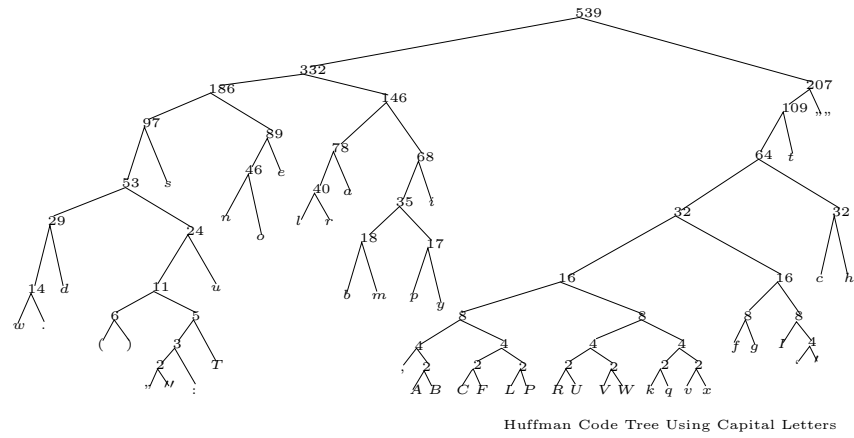 539
332
186 207
146
109
97 89 ""
78 68 64 t
46 e
53 s 40 a i
n o l r 35 32 32
29 24
18 17
14 d 11 u b m p y 16 16 c h
w . 6 5 8 8 8 8
( ) 3 T 4 4 4 4 f g I 4
2 : , 2 2 2 2 2 2 2
A B C F L P R U V W k q v x
Huffman Code Tree Using Capital Letters